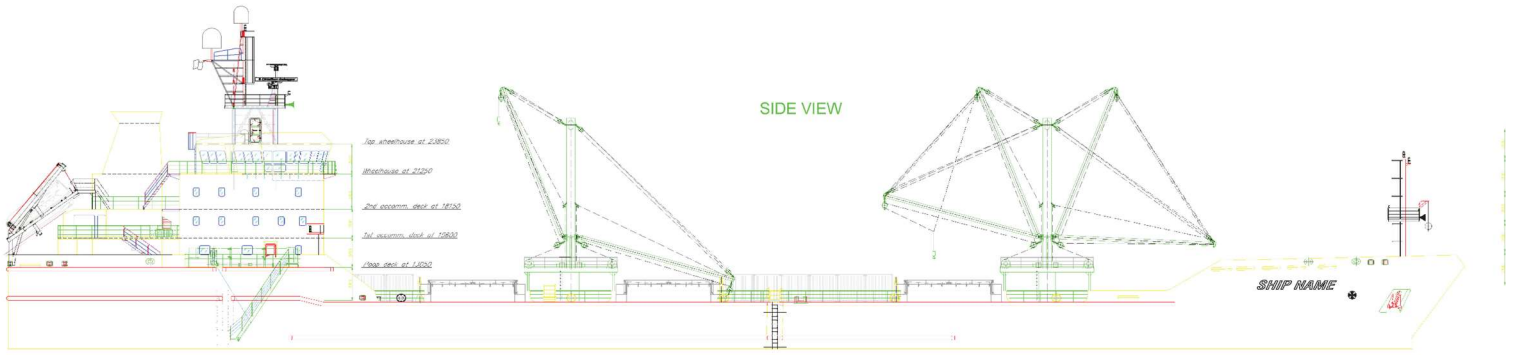 SIDE VIEW
Top wheelhouse at 23850
Wheelhouse at 21250
2nd accomm. deck at 18150
1st accomm. deck at 15600
Poop deck at 13050
SHIP NAME